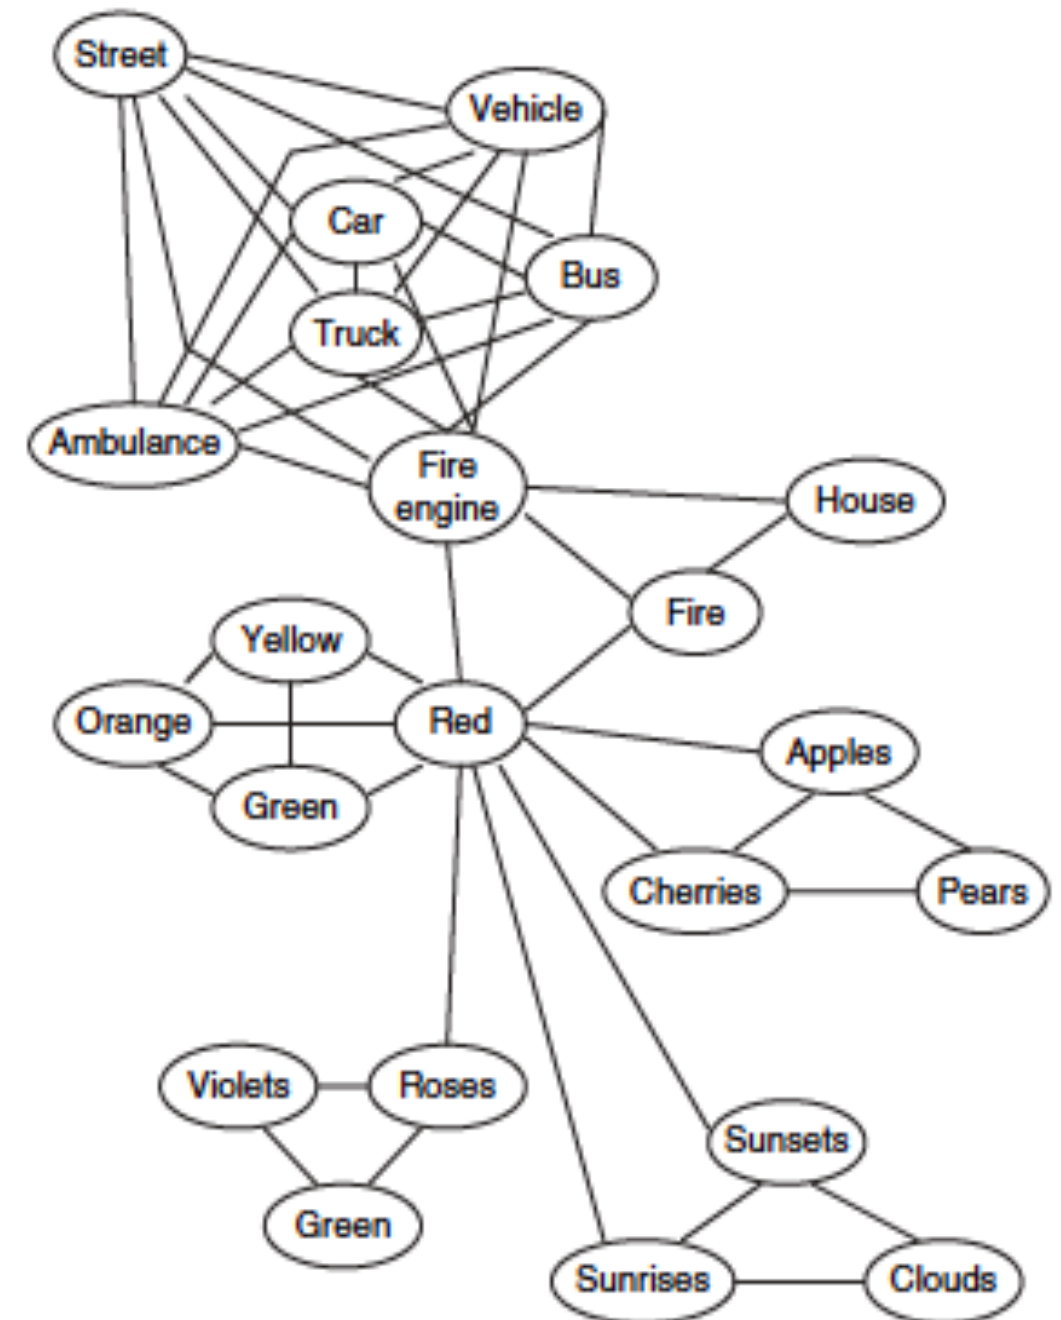 Street
Vehicle
Car
Bus
Truck
Ambulance
Fire
engine
House
Fire
Yellow
Orange
Red
Green
Apples
Cherries
Pears
Violets
Roses
Green
Sunsets
Sunrises
Clouds